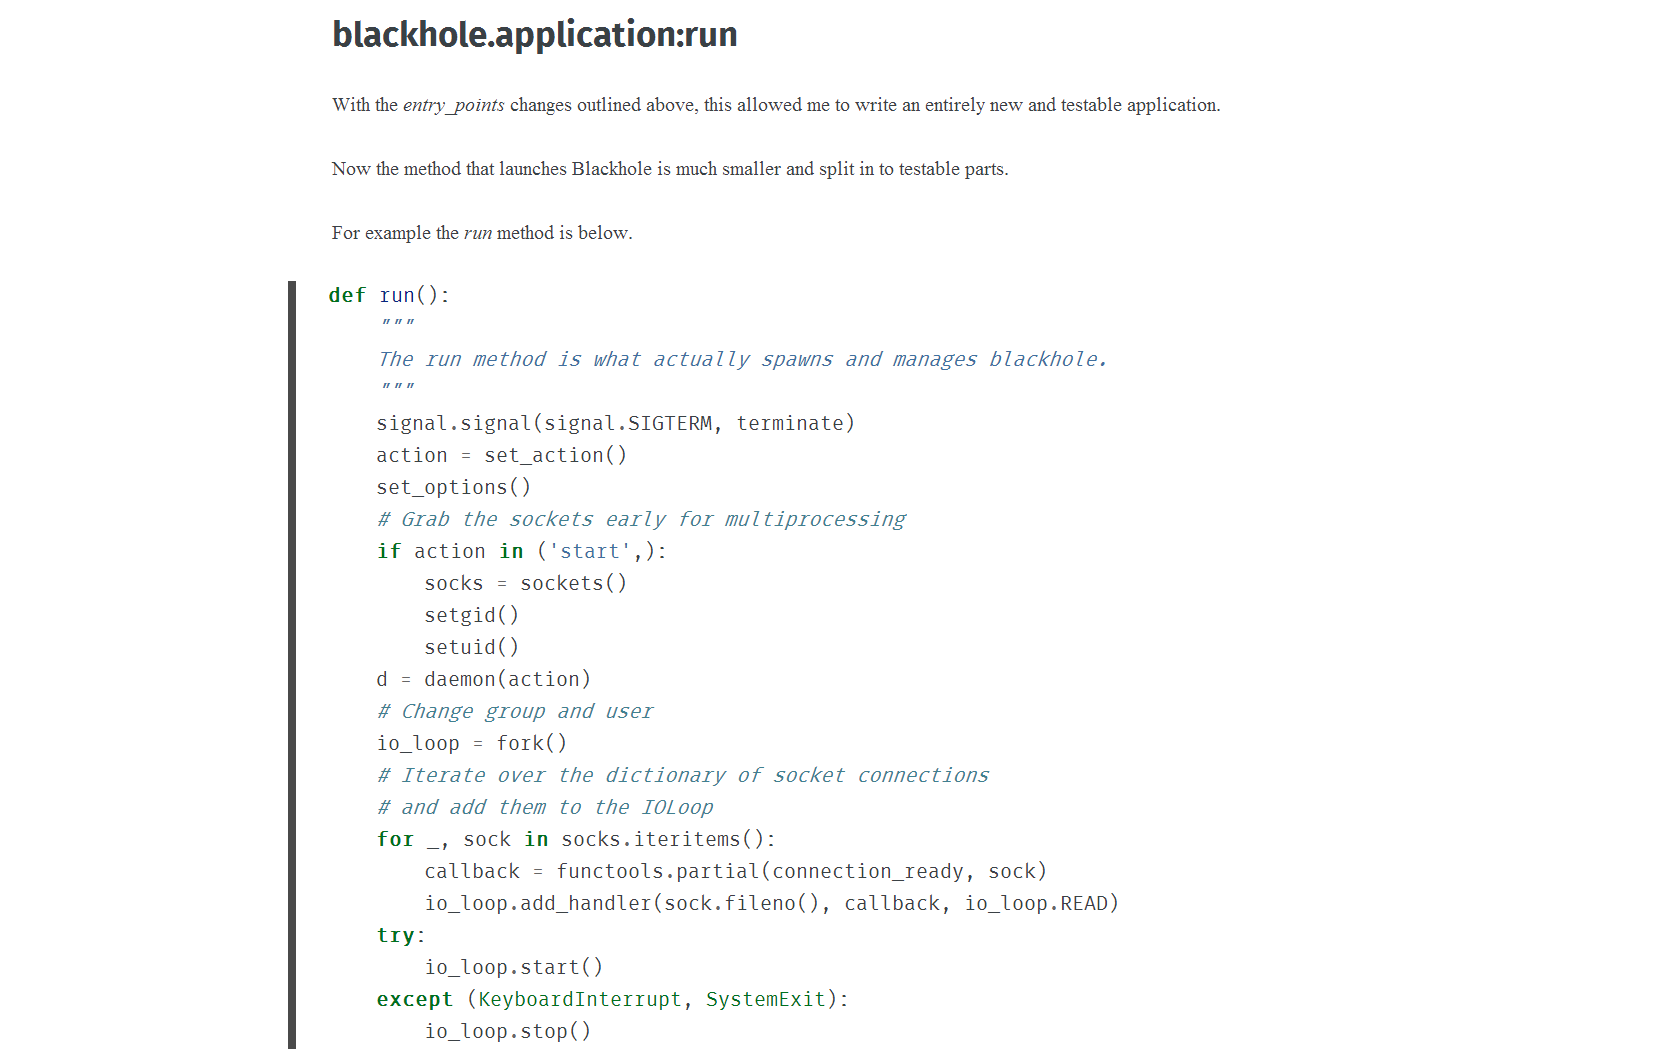 blackhole.application:run
With the entry_points changes outlined above, this allowed me to write an entirely new and testable application.
Now the method that launches Blackhole is much smaller and split in to testable parts.
For example the run method is below.
def run():
    """
    The run method is what actually spawns and manages blackhole.
    """
    signal.signal(signal.SIGTERM, terminate)
    action = set_action()
    set_options()
    # Grab the sockets early for multiprocessing
    if action in ('start',):
        socks = sockets()
        setgid()
        setuid()
    d = daemon(action)
    # Change group and user
    io_loop = fork()
    # Iterate over the dictionary of socket connections
    # and add them to the IOLoop
    for _, sock in socks.iteritems():
        callback = functools.partial(connection_ready, sock)
        io_loop.add_handler(sock.fileno(), callback, io_loop.READ)
    try:
        io_loop.start()
    except (KeyboardInterrupt, SystemExit):
        io_loop.stop()